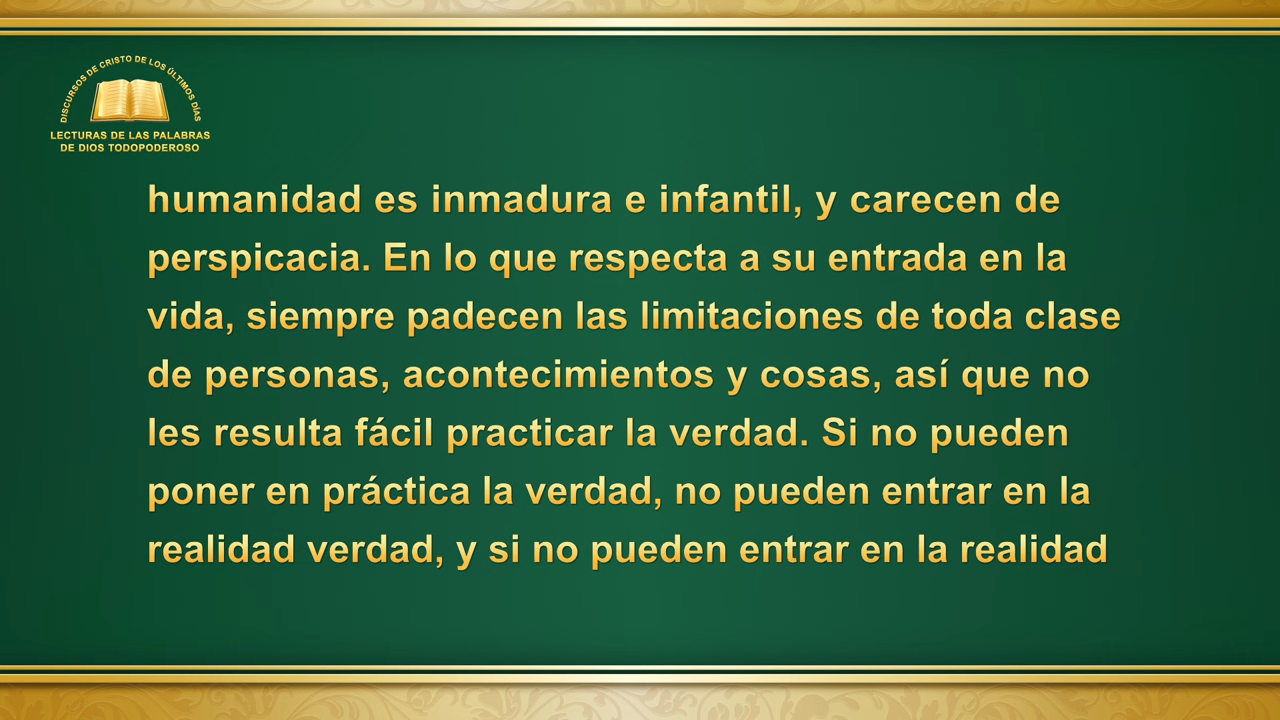 DISCURSOS DE CRISTO DE LOS ÚLTIMOS DÍAS
LECTURAS DE LAS PALABRAS
DE DIOS TODOPODEROSO
humanidad es inmadura e infantil, y carecen de
perspicacia. En lo que respecta a su entrada en la
vida, siempre padecen las limitaciones de toda clase
de personas, acontecimientos y cosas, así que no
les resulta fácil practicar la verdad. Si no pueden
poner en práctica la verdad, no pueden entrar en la
realidad verdad, y si no pueden entrar en la realidad